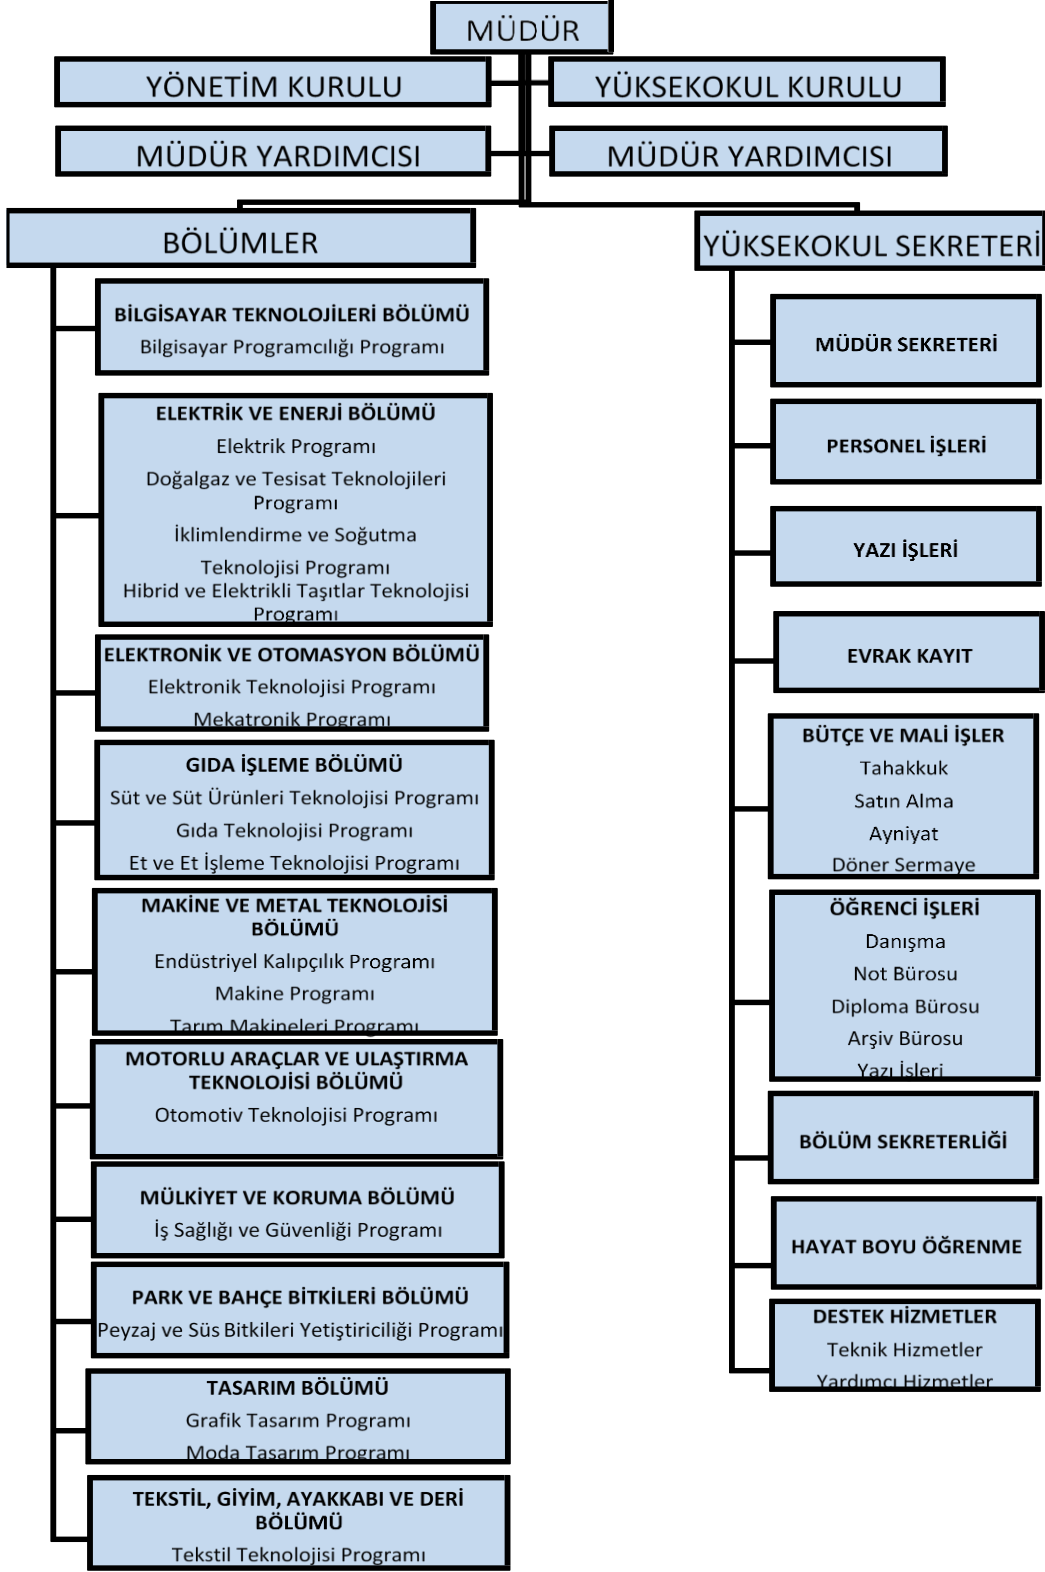 MÜDÜR
YÖNETİM KURULU
YÜKSEKOKUL KURULU
MÜDÜR YARDIMCISI
MÜDÜR YARDIMCISI
BÖLÜMLER
BİLGİSAYAR TEKNOLOJİLERİ BÖLÜMÜ
Bilgisayar Programcılığı Programı
ELEKTRİK VE ENERJİ BÖLÜMÜ
Elektrik Programı
Doğalgaz ve Tesisat Teknolojileri
Programı
İklimlendirme ve Soğutma
Teknolojisi Programı
Hibrid ve Elektrikli Taşıtlar Teknolojisi
Programı
ELEKTRONİK VE OTOMASYON BÖLÜMÜ
Elektronik Teknolojisi Programı
Mekatronik Programı
GIDA İŞLEME BÖLÜMÜ
Süt ve Süt Ürünleri Teknolojisi Programı
Gıda Teknolojisi Programı
Et ve Et İşleme Teknolojisi Programı
MAKİNE VE METAL TEKNOLOJİSİ
BÖLÜMÜ
Endüstriyel Kalıpçılık Programı
Makine Programı
Tarım Makineleri Programı
MOTORLU ARAÇLAR VE ULAŞTIRMA
TEKNOLOJİSİ BÖLÜMÜ
Otomotiv Teknolojisi Programı
MÜLKİYET VE KORUMA BÖLÜMÜ
İş Sağlığı ve Güvenliği Programı
PARK VE BAHÇE BİTKİLERİ BÖLÜMÜ
Peyzaj ve Süs Bitkileri Yetiştiriciliği Programı
TASARIM BÖLÜMÜ
Grafik Tasarım Programı
Moda Tasarım Programı
TEKSTİL, GİYİM, AYAKKABI VE DERİ
BÖLÜMÜ
Tekstil Teknolojisi Programı
YÜKSEKOKUL SEKRETERİ
MÜDÜR SEKRETERİ
PERSONEL İŞLERİ
YAZI İŞLERİ
EVRAK KAYIT
BÜTÇE VE MALİ İŞLER
Tahakkuk
Satın Alma
Ayniyat
Döner Sermaye
ÖĞRENCİ İŞLERİ
Danışma
Not Bürosu
Diploma Bürosu
Arşiv Bürosu
Yazı İşleri
BÖLÜM SEKRETERLİĞİ
HAYAT BOYU ÖĞRENME
DESTEK HİZMETLER
Teknik Hizmetler
Yardımcı Hizmetler